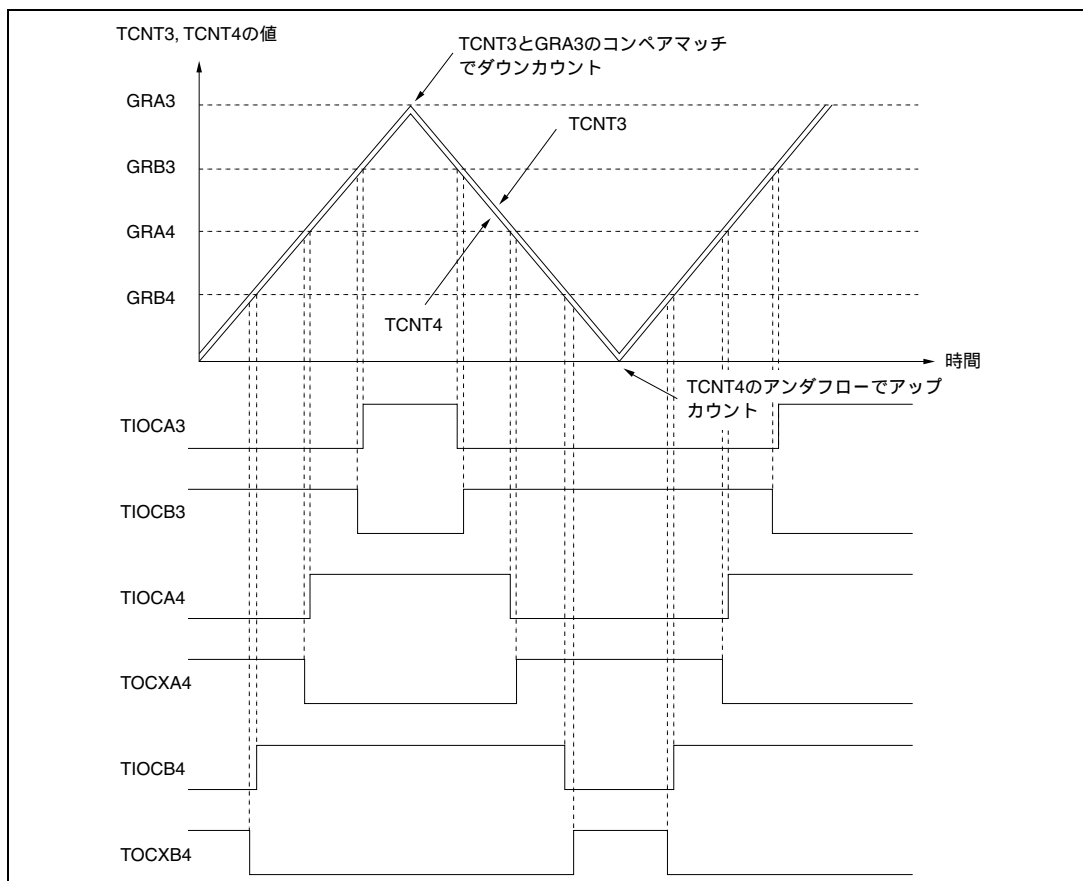 TCNT3, TCNT4の値
TCNT3とGRA3のコンペアマッチ
でダウンカウント
GRA3
TCNT3
GRB3
GRA4
GRB4
TCNT4
時間
TCNT4のアンダフローでアップ
カウント
TIOCA3
TIOCB3
TIOCA4
TOCXA4
TIOCB4
TOCXB4